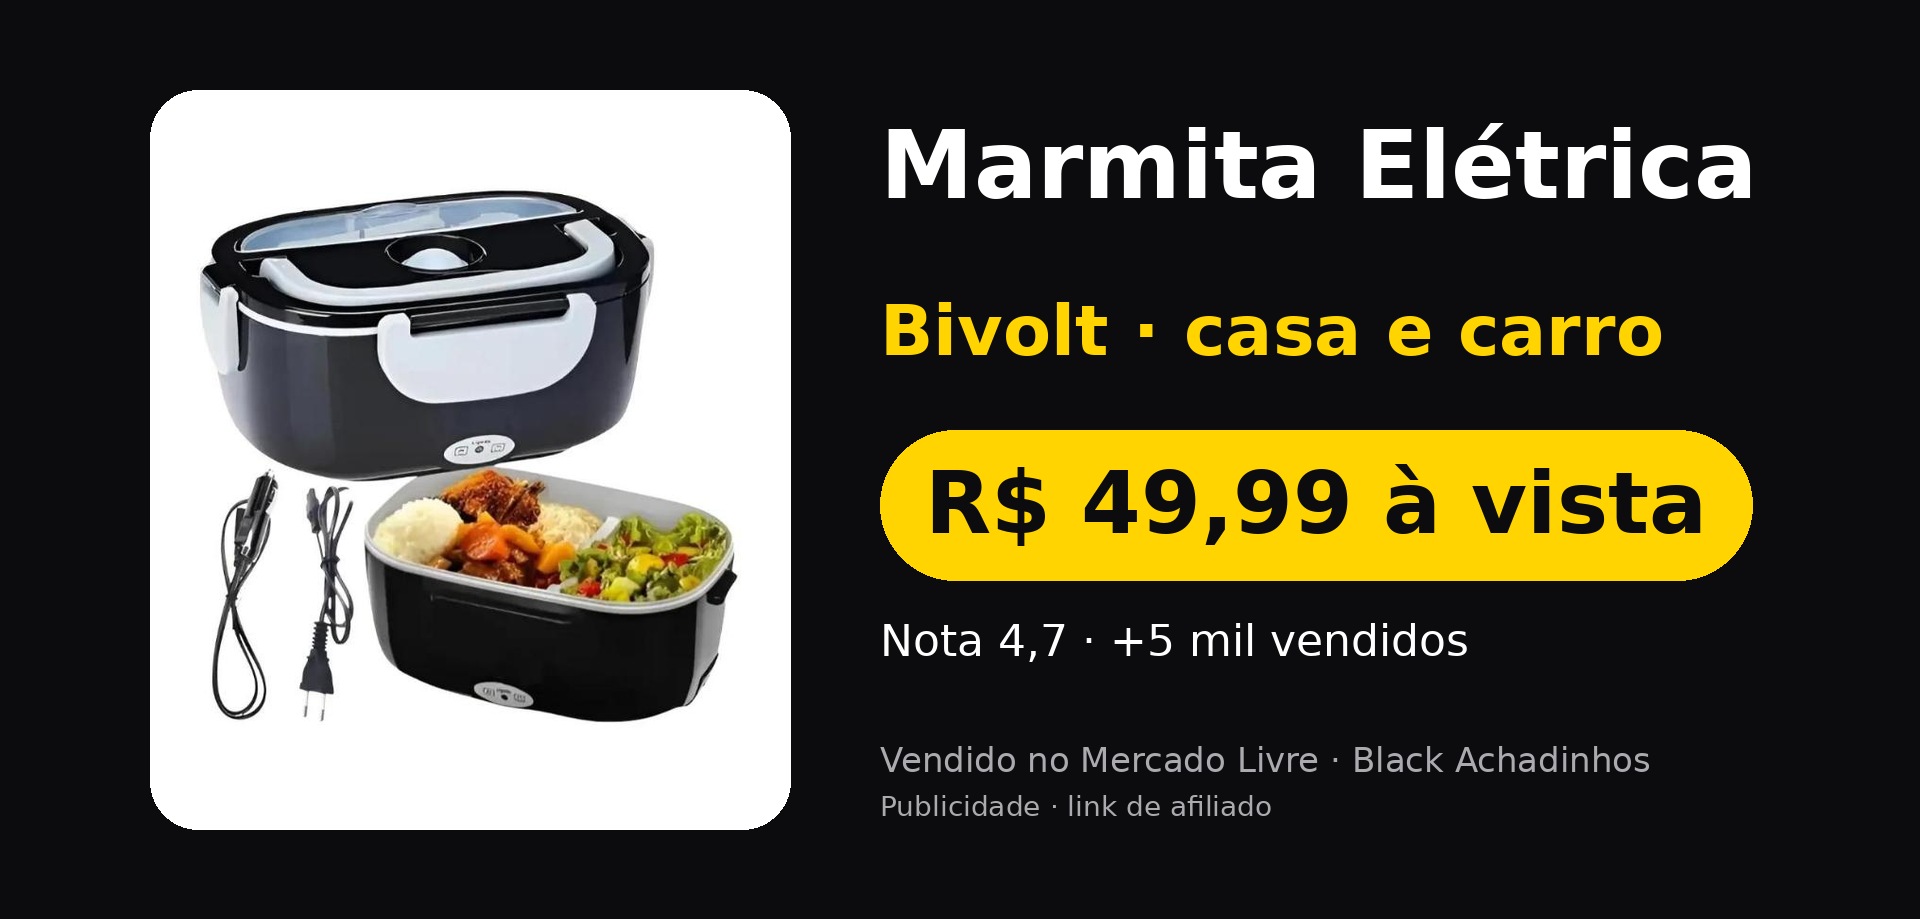 Marmita Elétrica
Bivolt · casa e carro
R$ 49,99 à vista
Nota 4,7 · +5 mil vendidos
Vendido no Mercado Livre · Black Achadinhos
Publicidade · link de afiliado